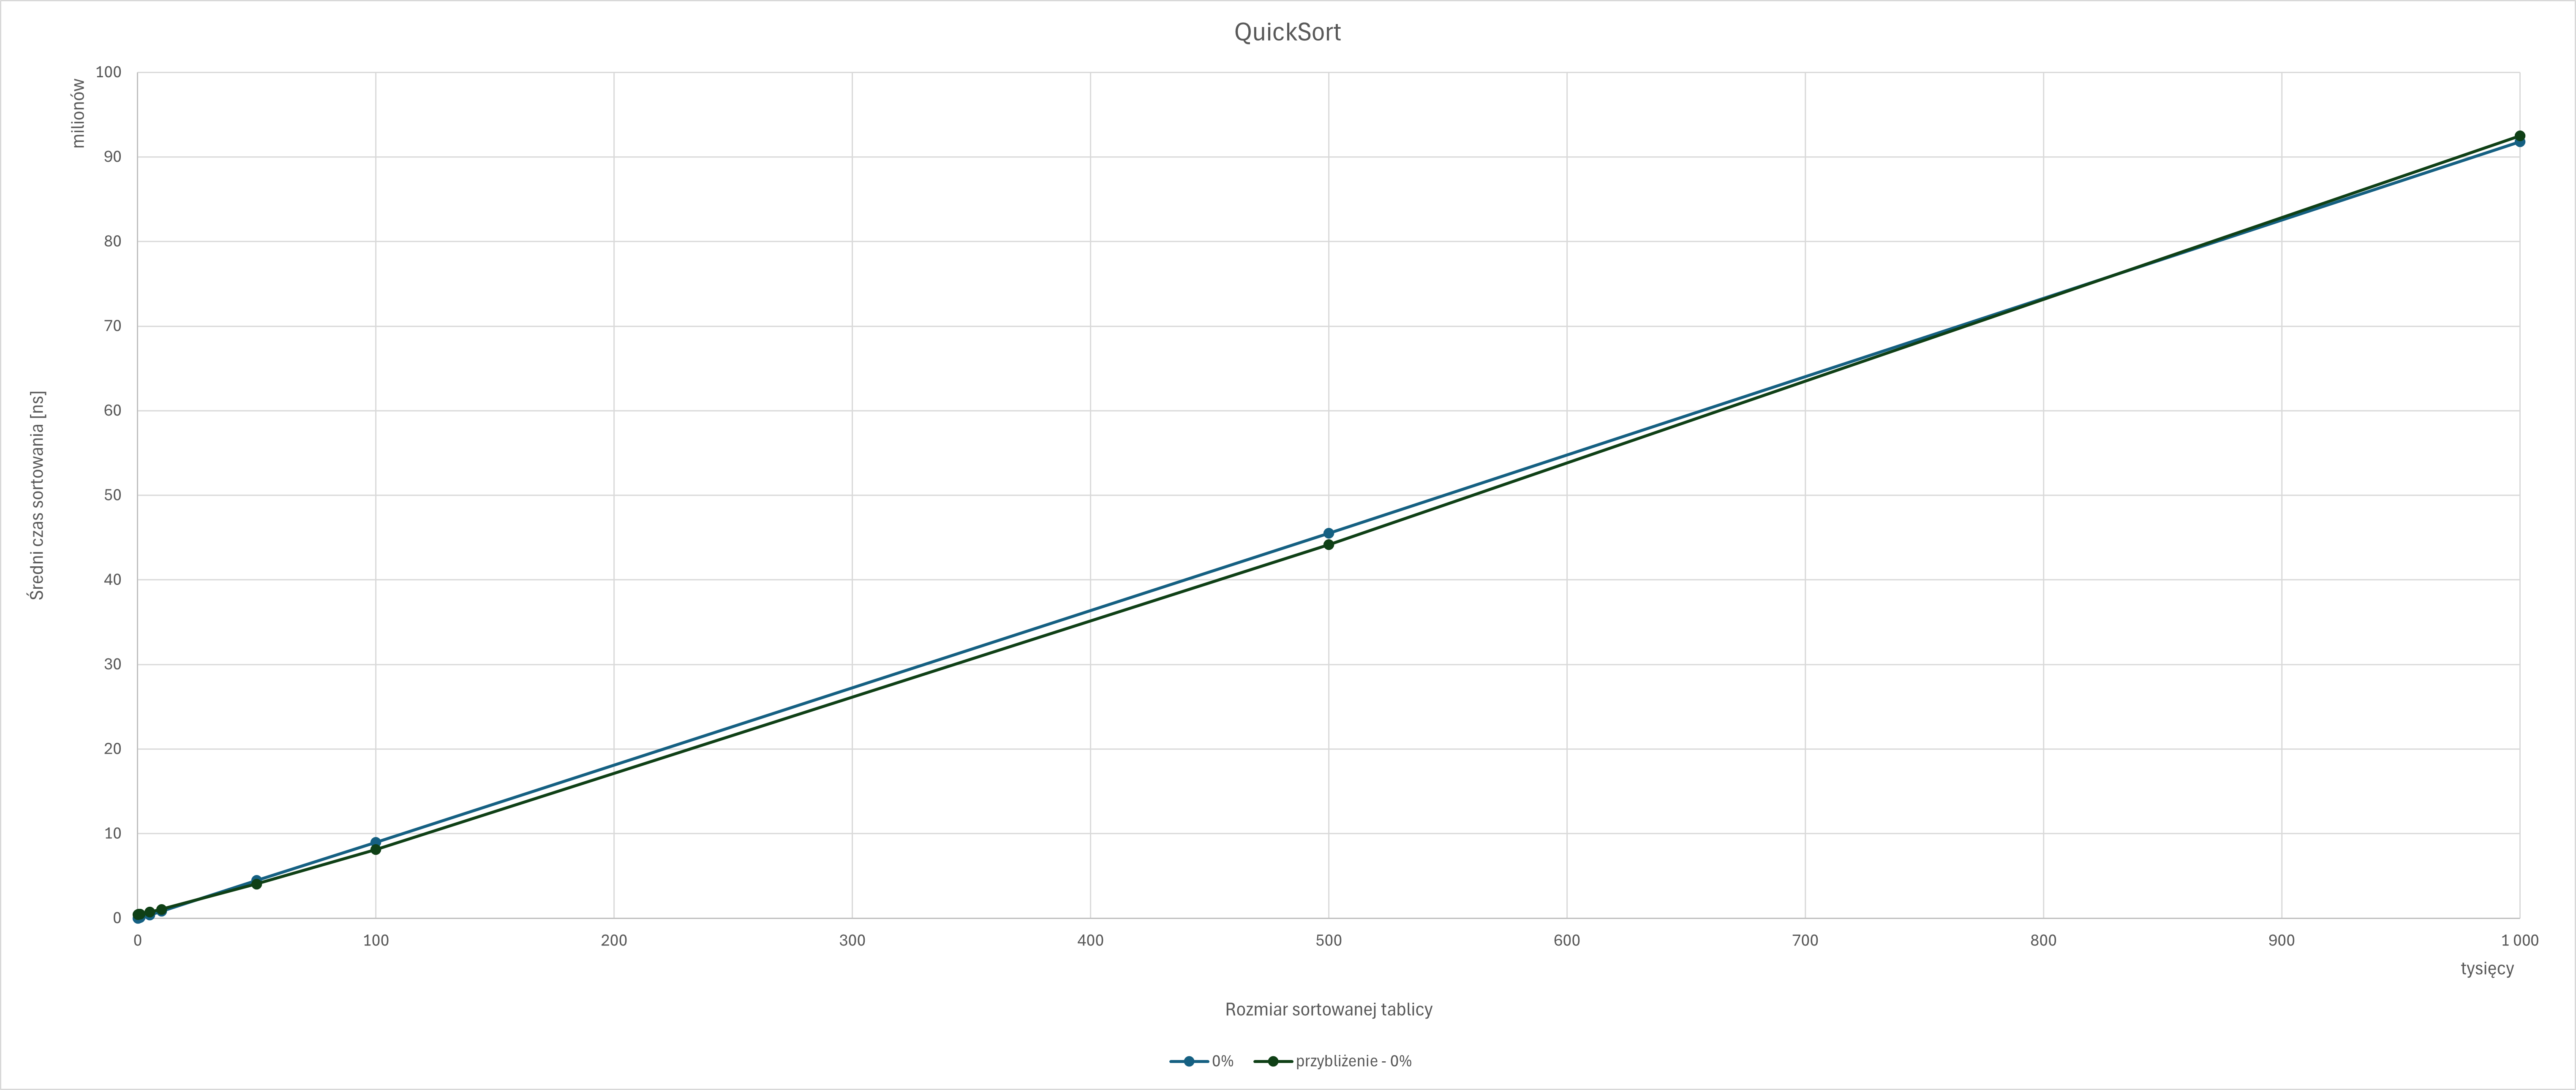 QuickSort
milionów
Średni czas sortowania [ns]
100
90
80
70
60
50
40
30
20
10
0
0 100 200 300 400 500 600 700 800 900 1 000
tysięcy
Rozmiar sortowanej tablicy
0% przybliżenie - 0%